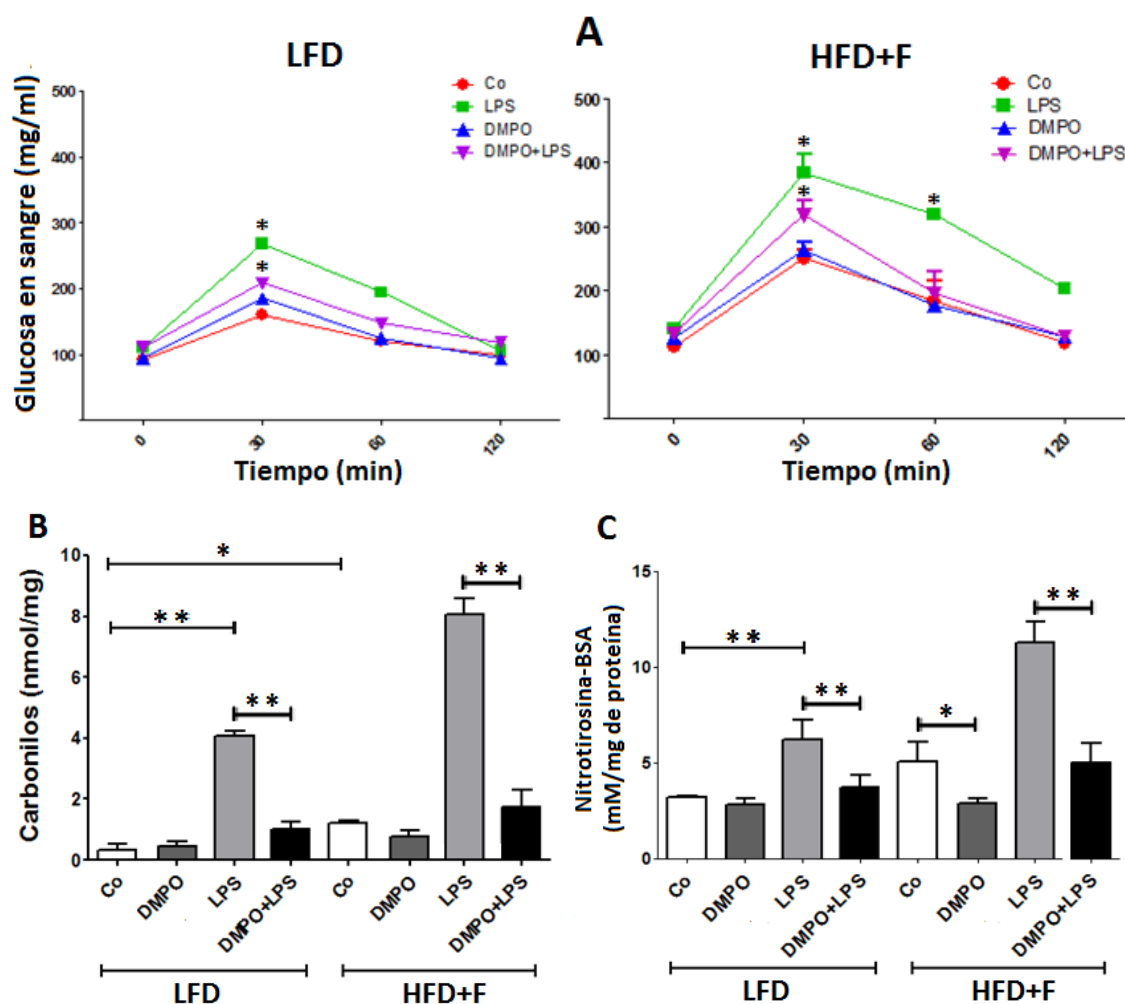 A
LFD
Co
LPS
DMPO
DMPO+LPS
Glucosa en sangre (mg/ml)
500
400
300
200
100
0
30
60
120
Tiempo (min)
*
*
HFD+F
Co
LPS
DMPO
DMPO+LPS
500
400
300
200
100
0
30
60
120
Tiempo (min)
*
*
*
B
Carbonilos (nmol/mg)
10
8
6
4
2
0
*
**
**
**
Co
DMPO
LPS
DMPO+LPS
Co
DMPO
LPS
DMPO+LPS
LFD
HFD+F
C
Nitrotirosina-BSA
(mM/mg de proteína)
15
10
5
0
**
**
*
**
Co
DMPO
LPS
DMPO+LPS
Co
DMPO
LPS
DMPO+LPS
LFD
HFD+F